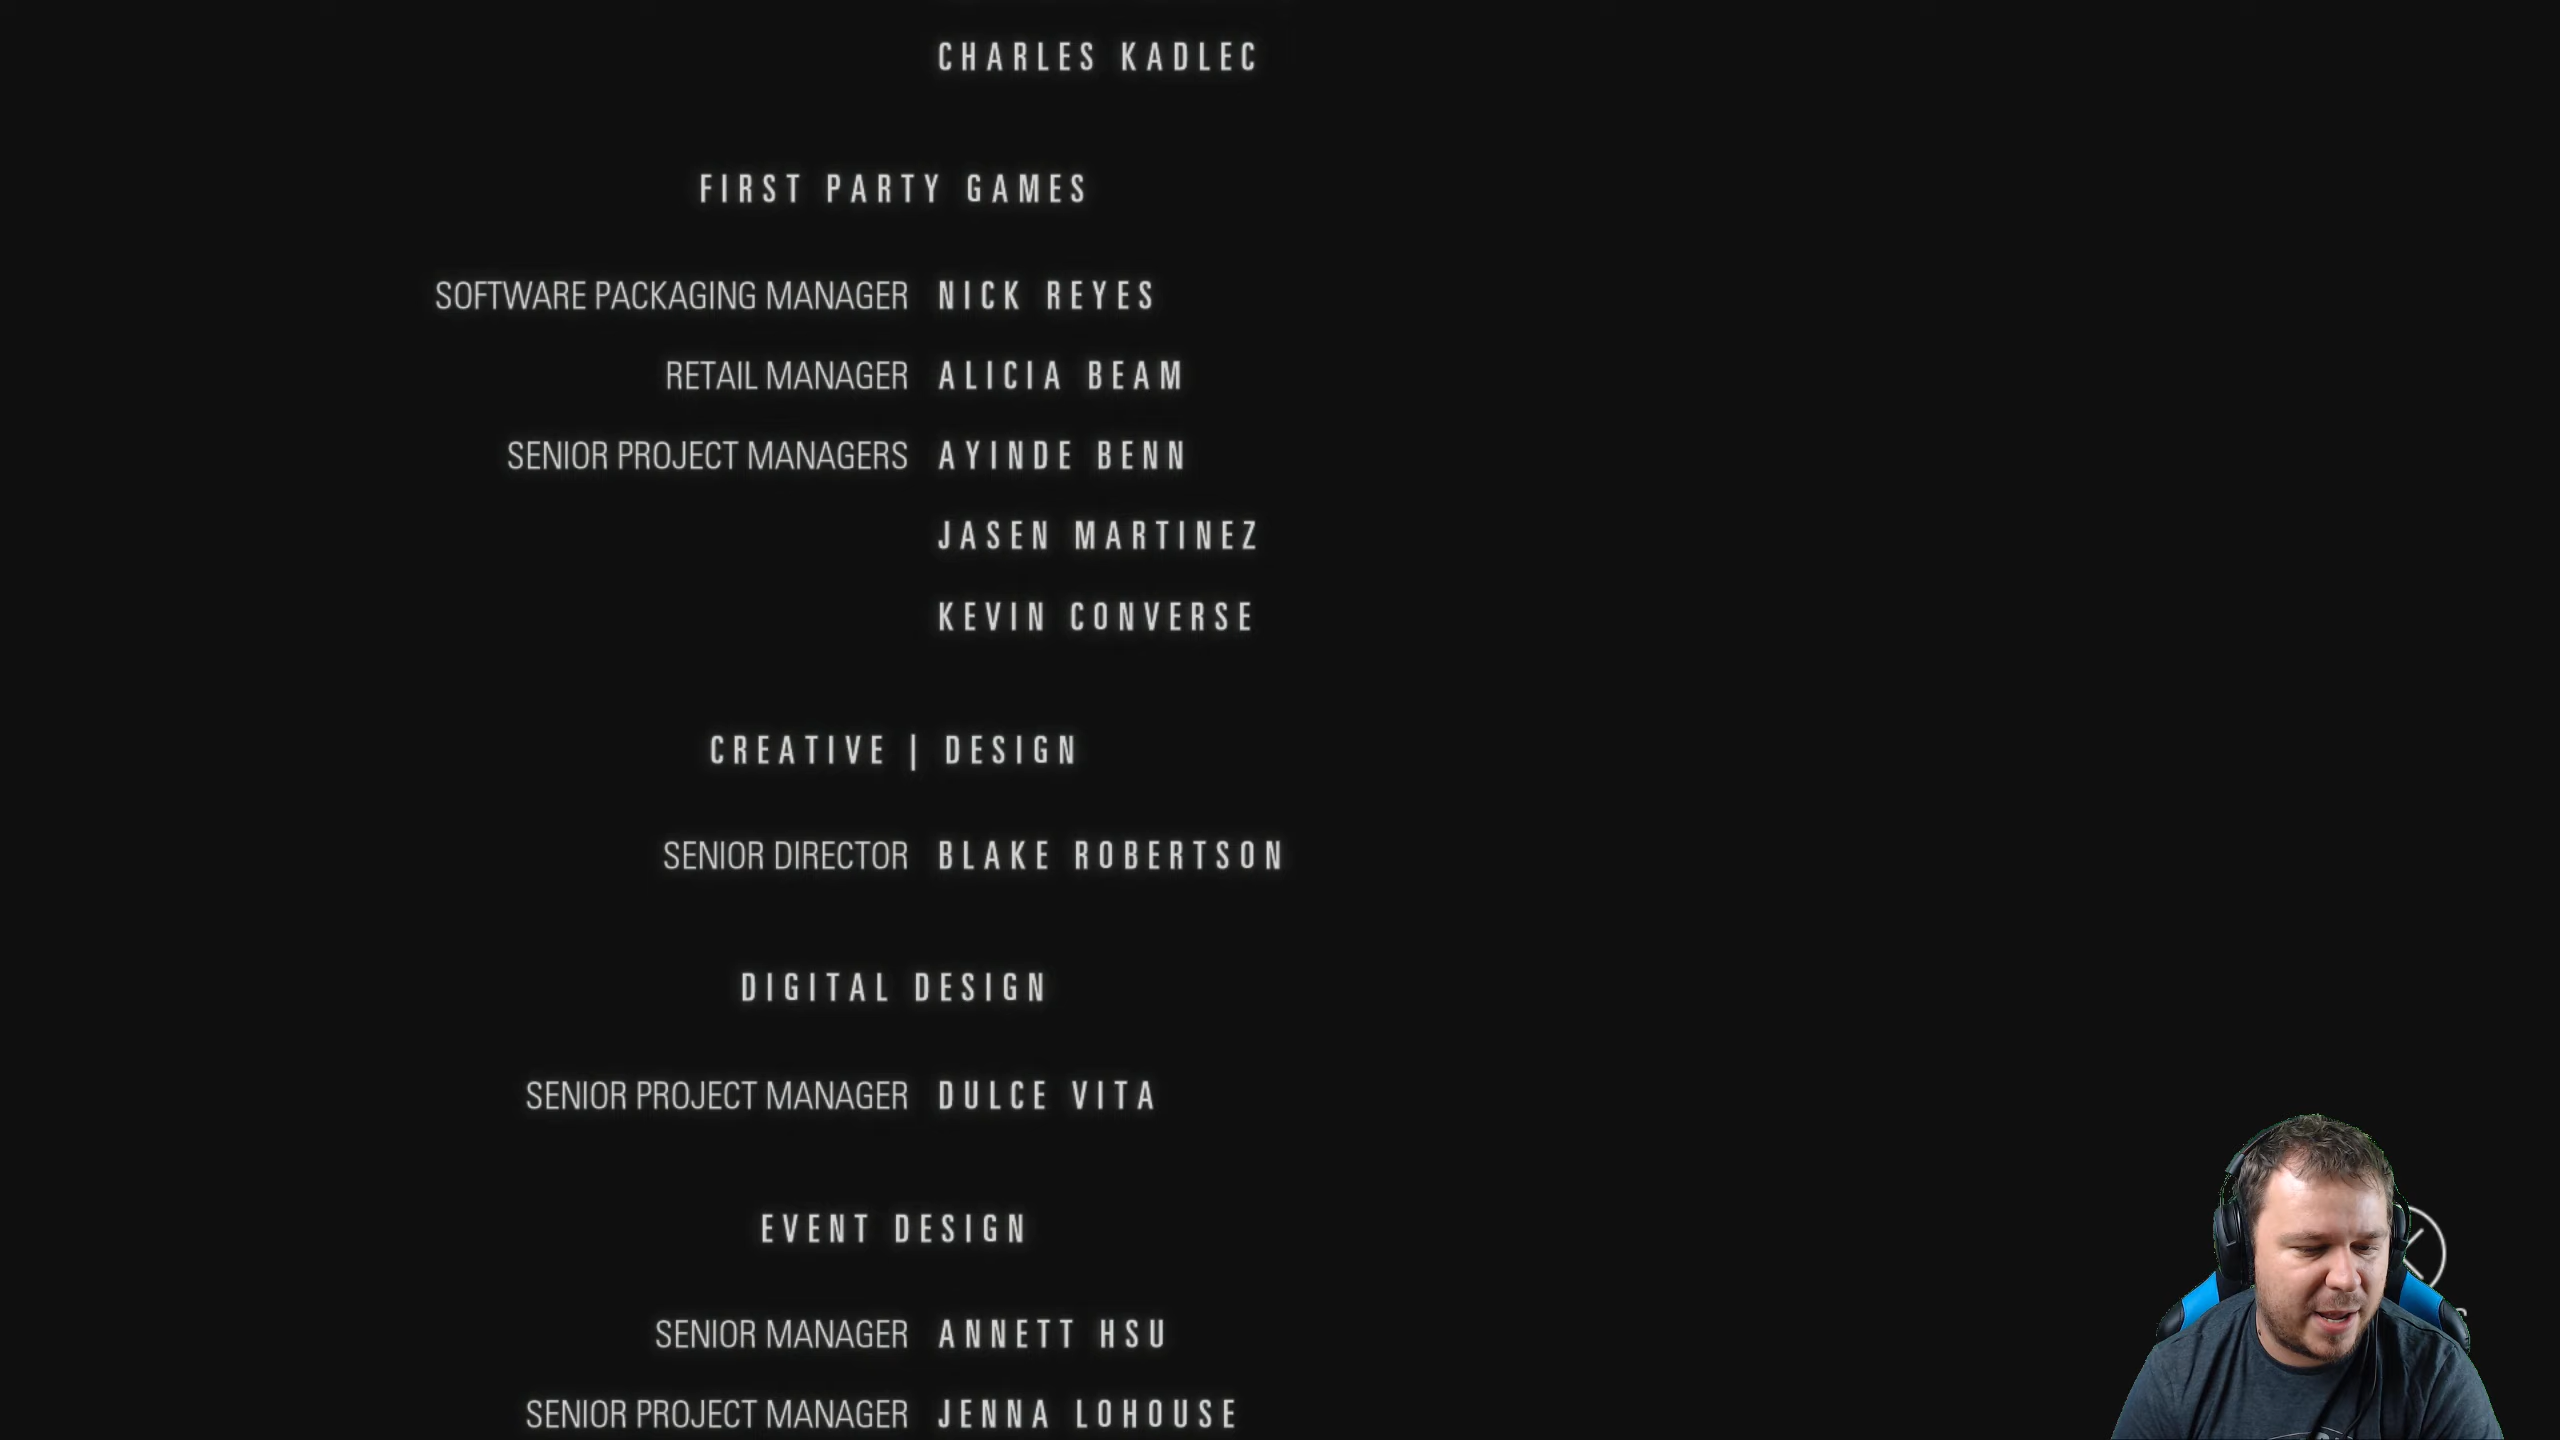 CHARLES KADLEC
FIRST PARTY GAMES
SOFTWARE PACKAGING MANAGER NICK REYES
RETAIL MANAGER ALICIA BEAM
SENIOR PROJECT MANAGERS AYINDE BENN
JASEN MARTINEZ
KEVIN CONVERSE
CREATIVE | DESIGN
SENIOR DIRECTOR BLAKE ROBERTSON
DIGITAL DESIGN
SENIOR PROJECT MANAGER DULCE VITA
EVENT DESIGN
SENIOR MANAGER ANNETT HSU
SENIOR PROJECT MANAGER JENNA LOHOUSE